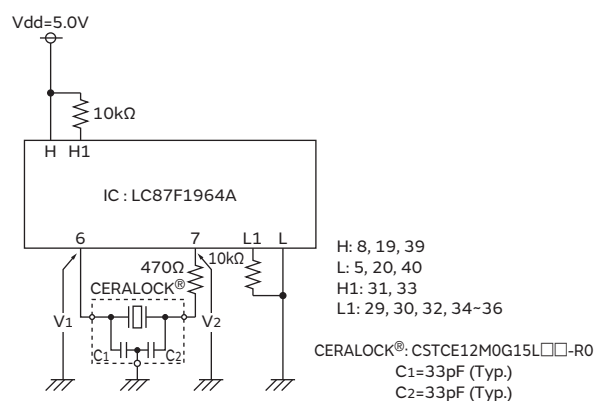 Vdd=5.0V
10kΩ
H H1
IC : LC87F1964A
6 7 L1 L
470Ω 10kΩ
CERALOCK®
V1 V2
C1 C2
H: 8, 19, 39
L: 5, 20, 40
H1: 31, 33
L1: 29, 30, 32, 34~36
CERALOCK®: CSTCE12M0G15L□□-R0
C1=33pF (Typ.)
C2=33pF (Typ.)